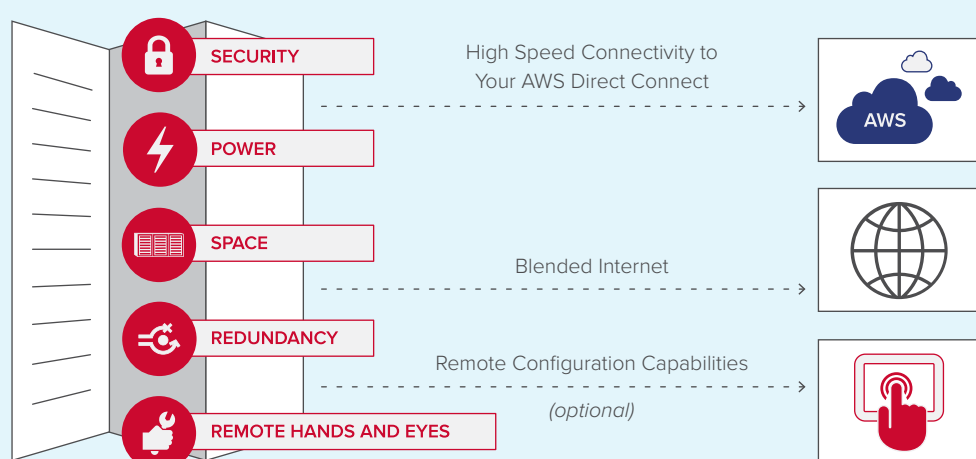 SECURITY
POWER
SPACE
REDUNDANCY
REMOTE HANDS AND EYES
High Speed Connectivity to
Your AWS Direct Connect
Blended Internet
Remote Configuration Capabilities
(optional)
AWS